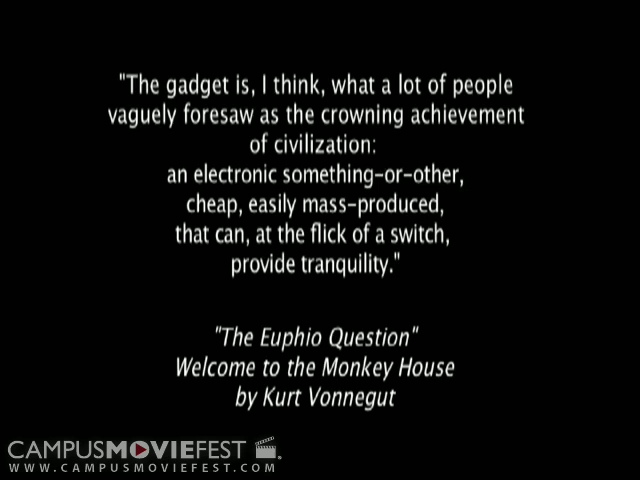 "The gadget is, I think, what a lot of people
vaguely foresaw as the crowning achievement
of civilization:
an electronic something-or-other,
cheap, easily mass-produced,
that can, at the flick of a switch,
provide tranquility."
"The Euphio Question"
Welcome to the Monkey House
by Kurt Vonnegut
CAMPUSMOVIEFEST
WWW.CAMPUSMOVIEFEST.COM